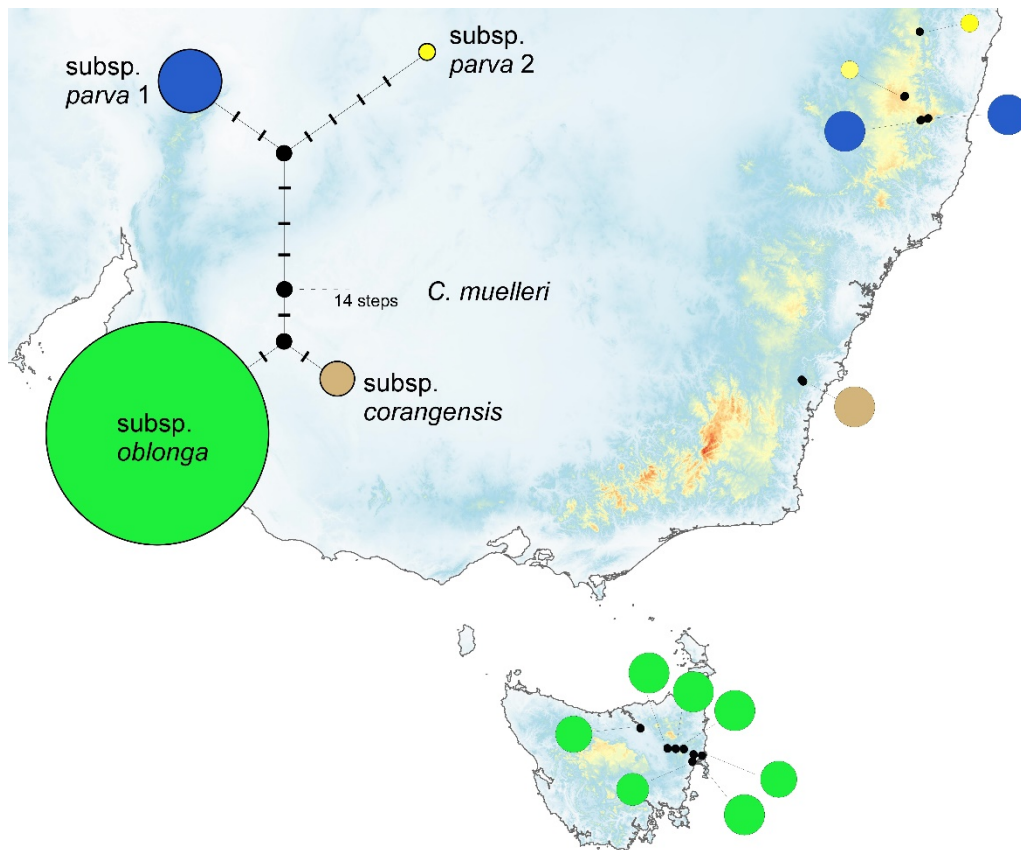 subsp.
parva 1
subsp.
parva 2
14 steps
C. muelleri
subsp.
corangensis
subsp.
oblonga